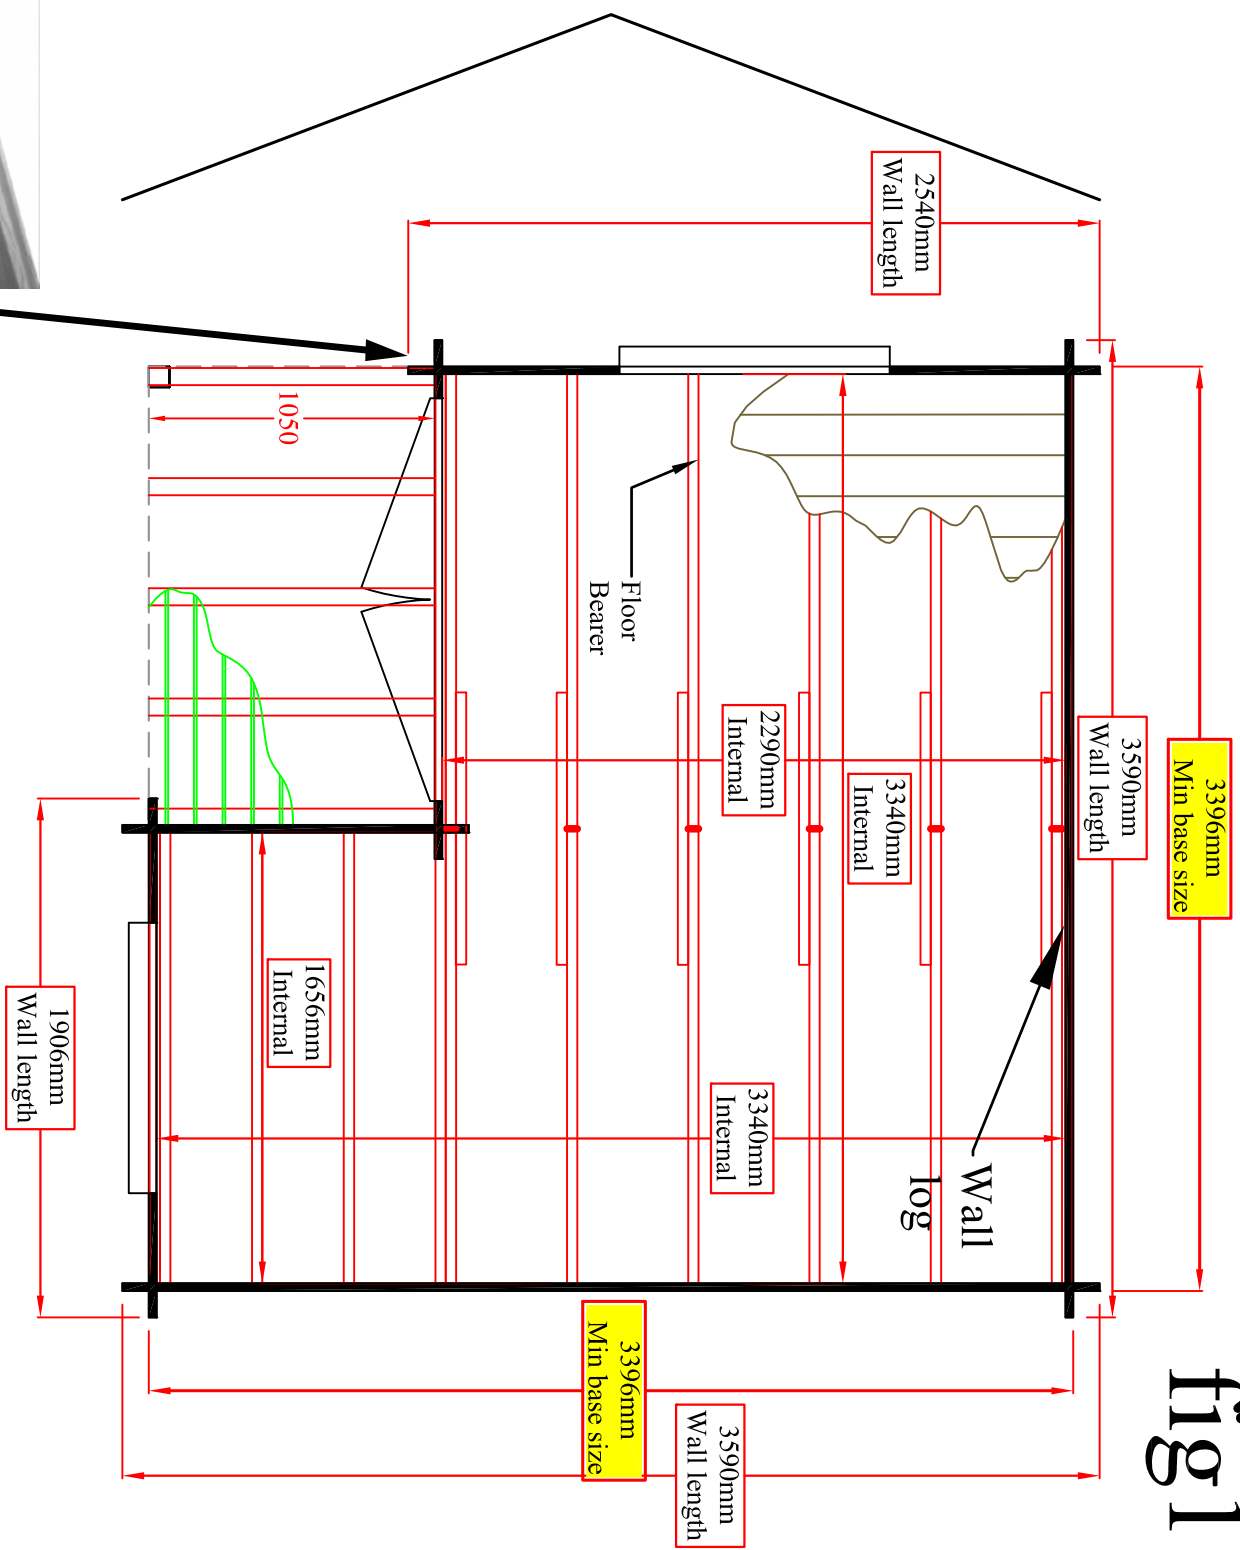 fig1
3396mm
Min base size
3590mm
Wall length
Wall
log
2540mm
Wall length
3340mm
Internal
2290mm
Internal
3340mm
Internal
Floor
Bearer
3590mm
Wall length
3396mm
Min base size
1050
1656mm
Internal
1906mm
Wall length